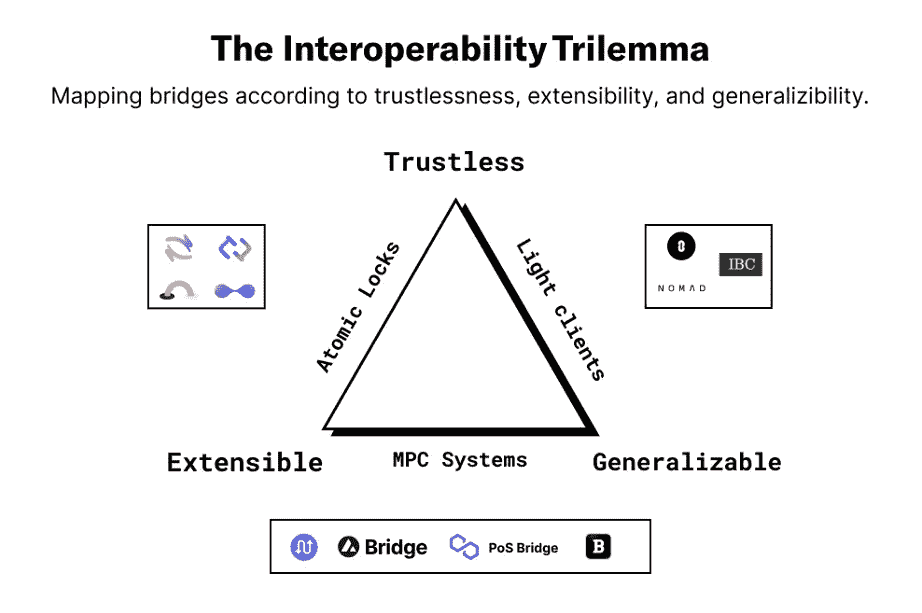 The Interoperability Trilemma
Mapping bridges according to trustlessness, extensibility, and generalizibility.
Trustless
Atomic Locks
Light clients
IBC
NOMAD
Extensible
MPC Systems
Generalizable
Bridge
PoS Bridge
B